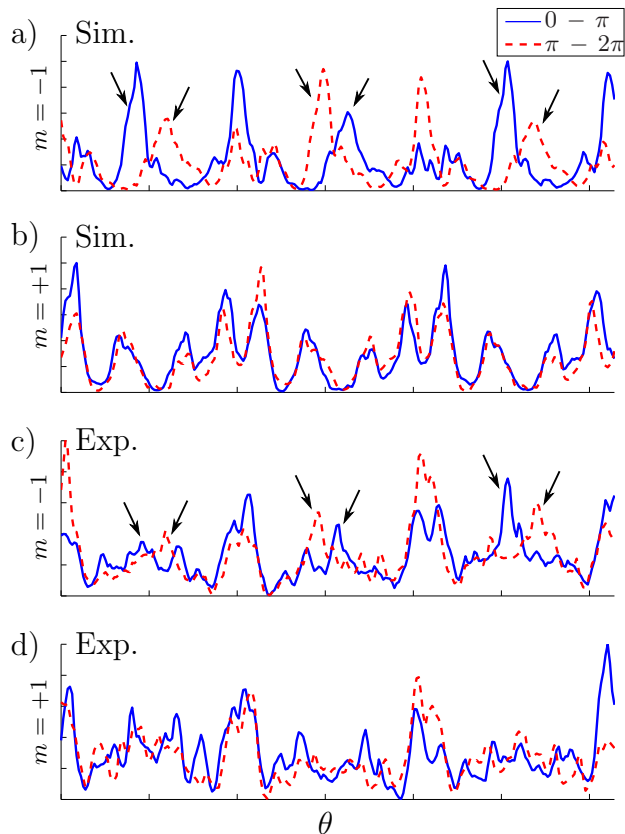 0 − π
π − 2π
a) Sim.
m = −1
b) Sim.
m = +1
c) Exp.
m = −1
d) Exp.
m = +1
θ